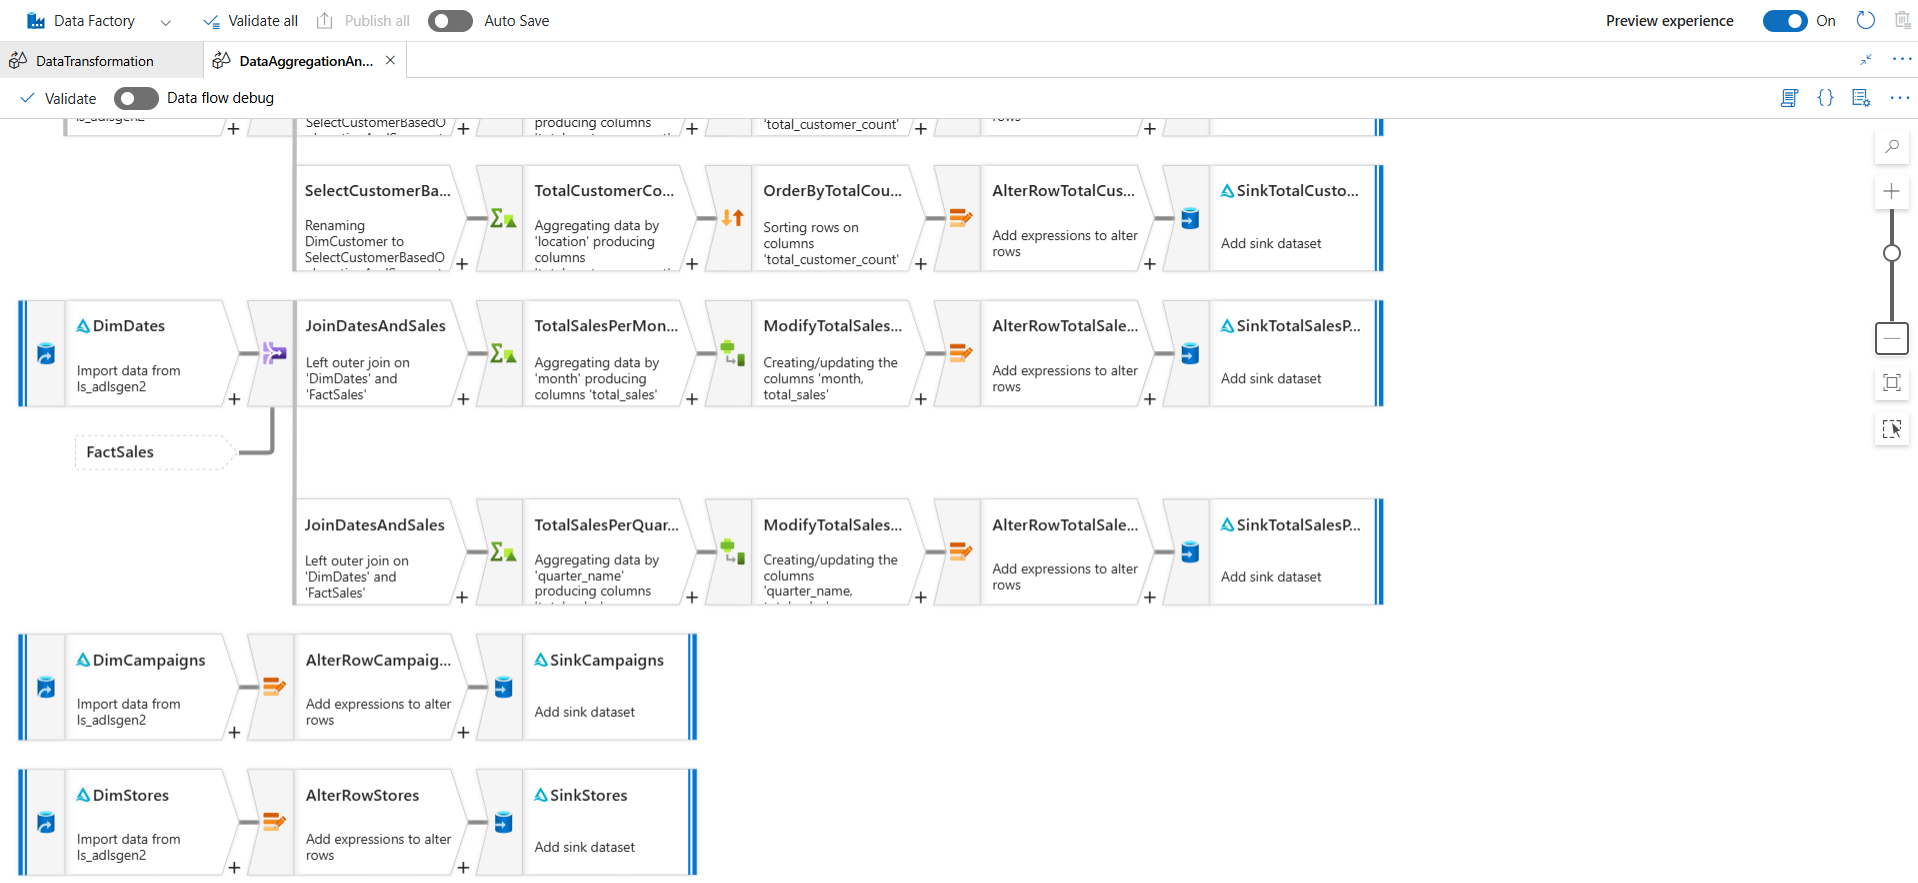 Data Factory
Validate all
Publish all
Auto Save
Preview experience
On
DataTransformation
DataAggregationAn...
Validate
Data flow debug
ls_adlsgen2
SelectCustomerBasedO
producing columns
'total_customer_count'
rows
SelectCustomerBa...
Renaming
DimCustomer to
SelectCustomerBasedO
TotalCustomerCo...
Aggregating data by
'location' producing
columns
OrderByTotalCou...
Sorting rows on
columns
'total_customer_count'
AlterRowTotalCus...
Add expressions to alter
rows
SinkTotalCusto...
Add sink dataset
DimDates
Import data from
ls_adlsgen2
JoinDatesAndSales
Left outer join on
'DimDates' and
'FactSales'
TotalSalesPerMon...
Aggregating data by
'month' producing
columns 'total_sales'
ModifyTotalSales...
Creating/updating the
columns 'month,
total_sales'
AlterRowTotalSale...
Add expressions to alter
rows
SinkTotalSalesP...
Add sink dataset
FactSales
JoinDatesAndSales
Left outer join on
'DimDates' and
'FactSales'
TotalSalesPerQuar...
Aggregating data by
'quarter_name'
producing columns
ModifyTotalSales...
Creating/updating the
columns
'quarter_name,
AlterRowTotalSale...
Add expressions to alter
rows
SinkTotalSalesP...
Add sink dataset
DimCampaigns
Import data from
ls_adlsgen2
AlterRowCampaig...
Add expressions to alter
rows
SinkCampaigns
Add sink dataset
DimStores
Import data from
ls_adlsgen2
AlterRowStores
Add expressions to alter
rows
SinkStores
Add sink dataset